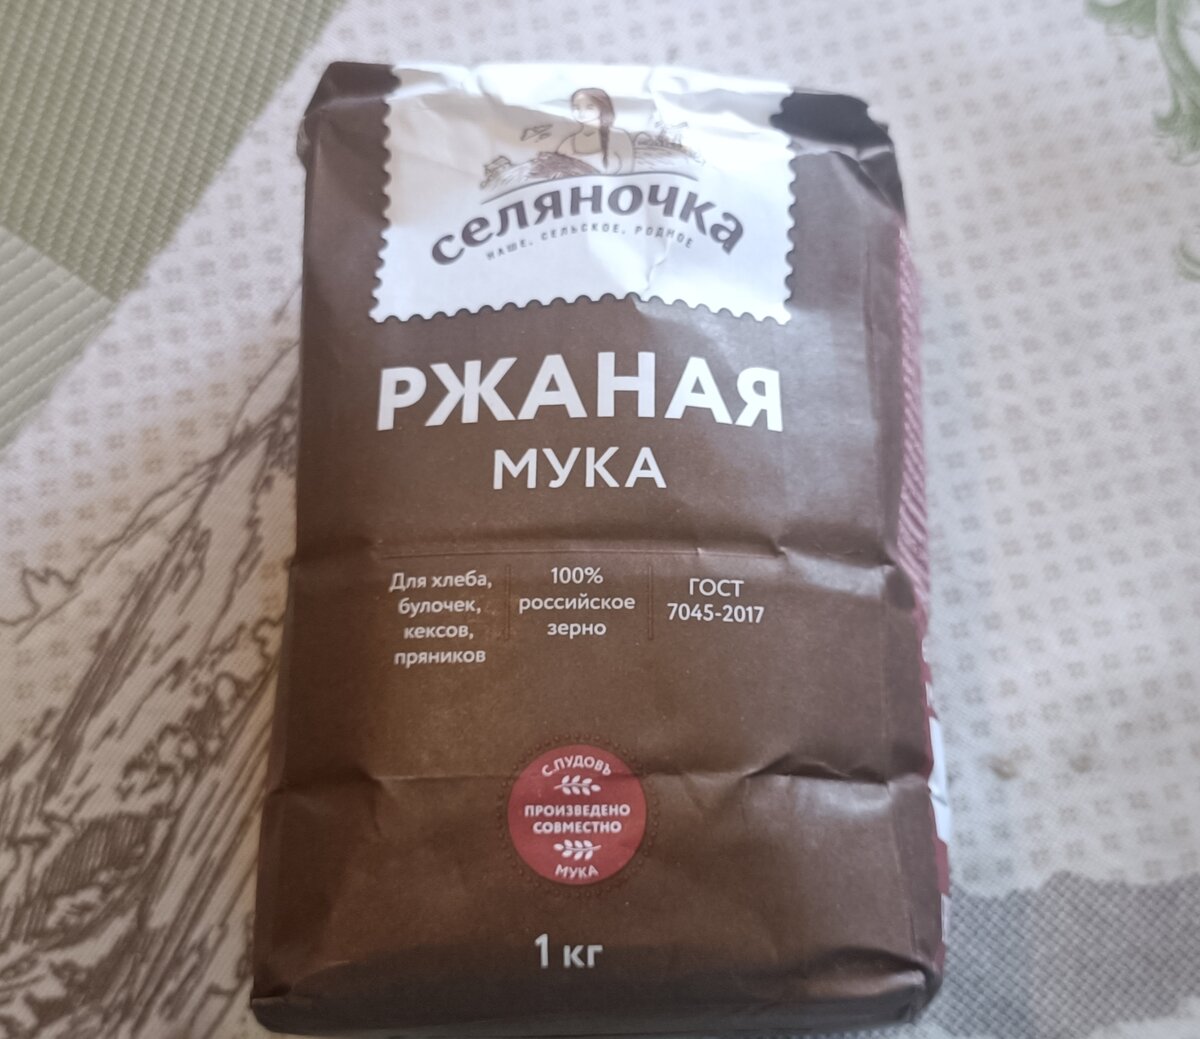 селяночка
НАШЕ. СЕЛЬСКОЕ. РОДНОЕ
РЖАНАЯ
МУКА
Для хлеба,
булочек,
кексов,
пряников
100%
российское
зерно
ГОСТ
7045-2017
С.ПУДОВЪ
ПРОИЗВЕДЕНО
СОВМЕСТНО
МУКА
1 кг